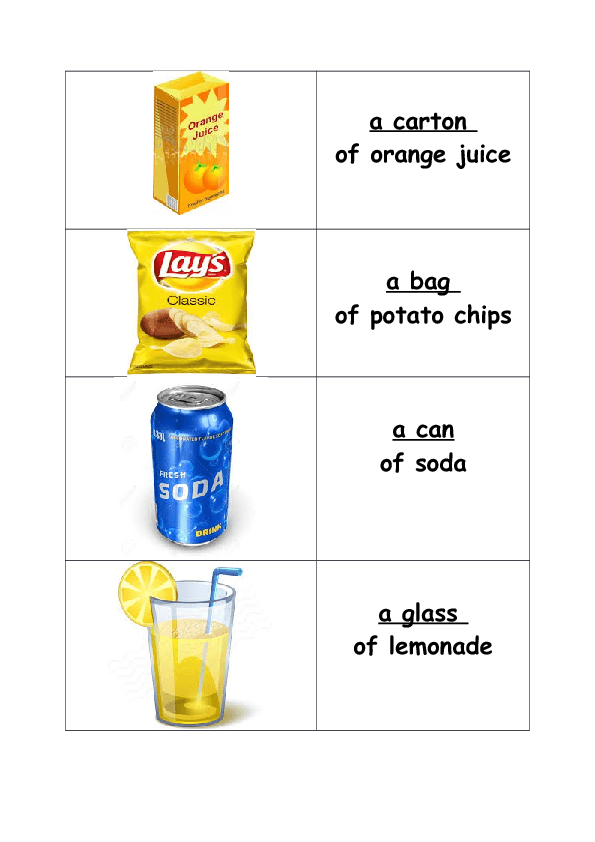 Orange
Juice
a carton
of orange juice
Lay's
Classic
a bag
of potato chips
FRESH
SODA
DRINK
a can
of soda
a glass
of lemonade